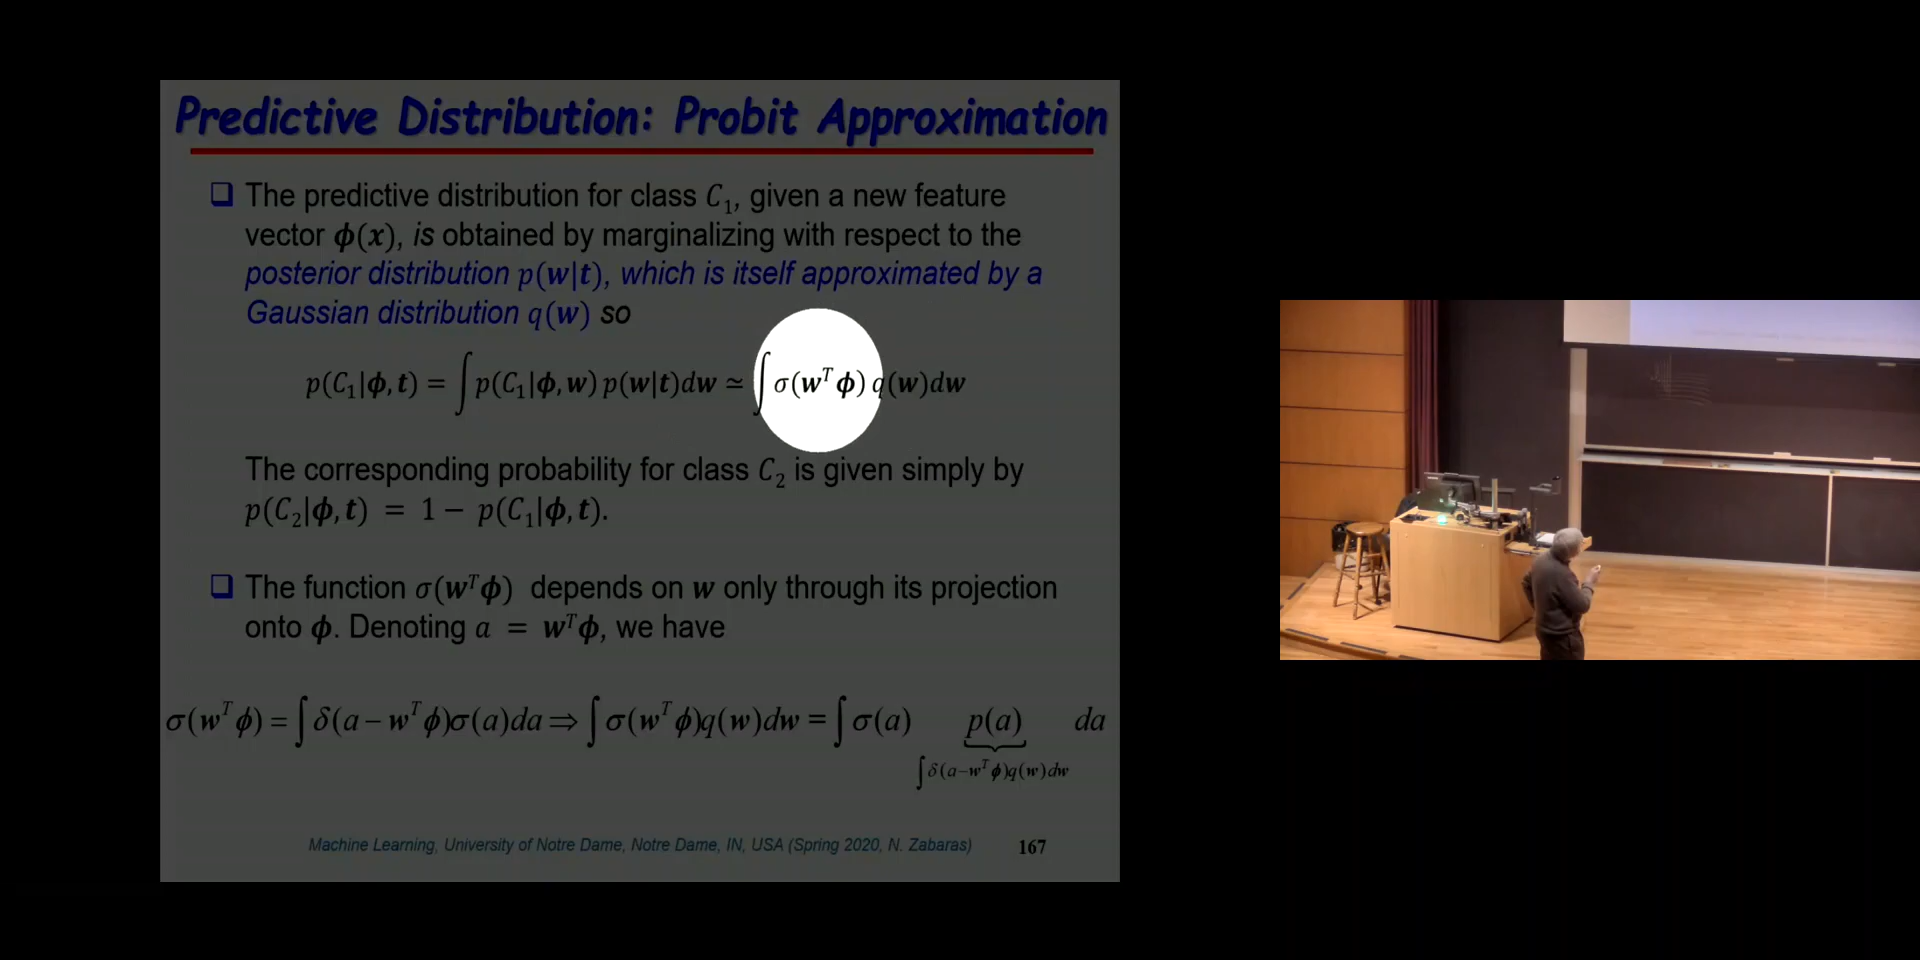 Predictive Distribution: Probit Approximation
❑ The predictive distribution for class C₁, given a new feature
vector ϕ(x), is obtained by marginalizing with respect to the
posterior distribution p(w|t), which is itself approximated by a
Gaussian distribution q(w) so
p(C₁|ϕ, t) = ∫ p(C₁|ϕ, w) p(w|t)dw ≃ ∫ σ(wᵀϕ) q(w)dw
The corresponding probability for class C₂ is given simply by
p(C₂|ϕ, t) = 1 − p(C₁|ϕ, t).
❑ The function σ(wᵀϕ) depends on w only through its projection
onto ϕ. Denoting a = wᵀϕ, we have
σ(wᵀϕ) = ∫ δ(a − wᵀϕ)σ(a)da ⇒ ∫ σ(wᵀϕ)q(w)dw = ∫ σ(a) p(a) da
∫ δ(a−wᵀϕ)q(w)dw
Machine Learning, University of Notre Dame, Notre Dame, IN, USA (Spring 2020, N. Zabaras) 167